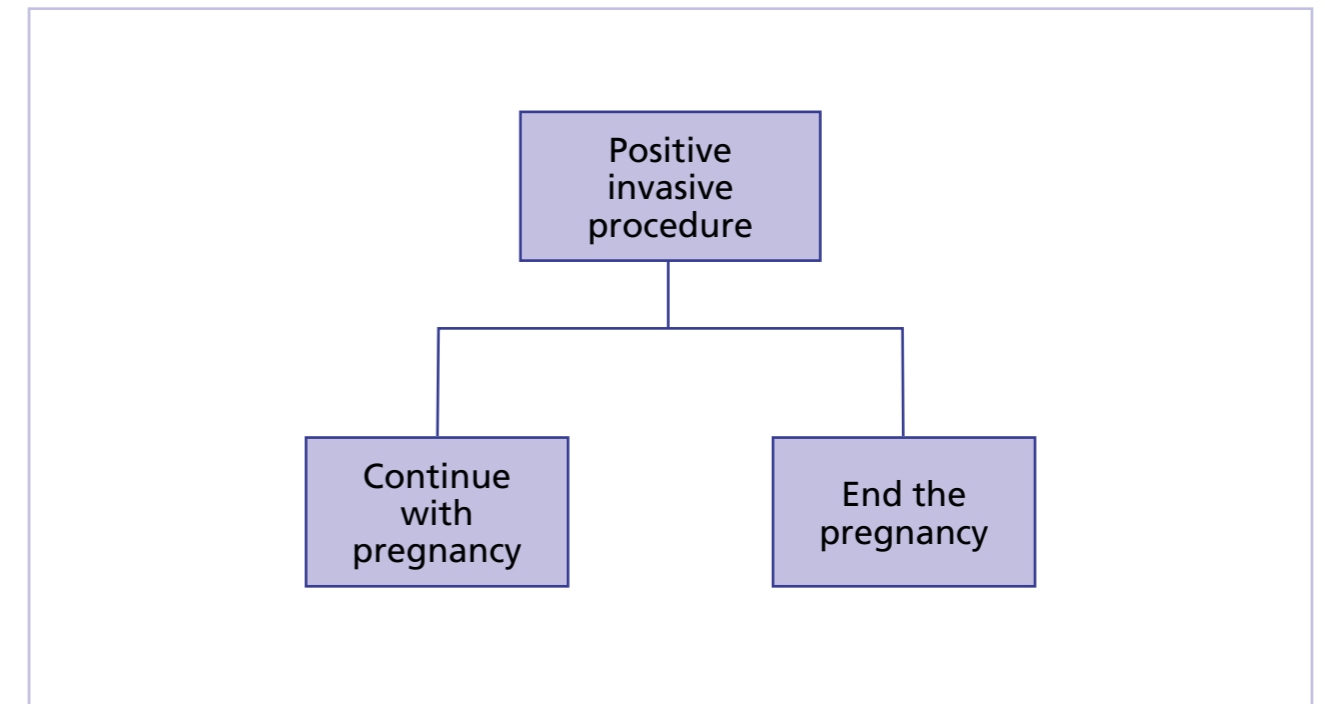 Positive
invasive
procedure
Continue
with
pregnancy
End the
pregnancy